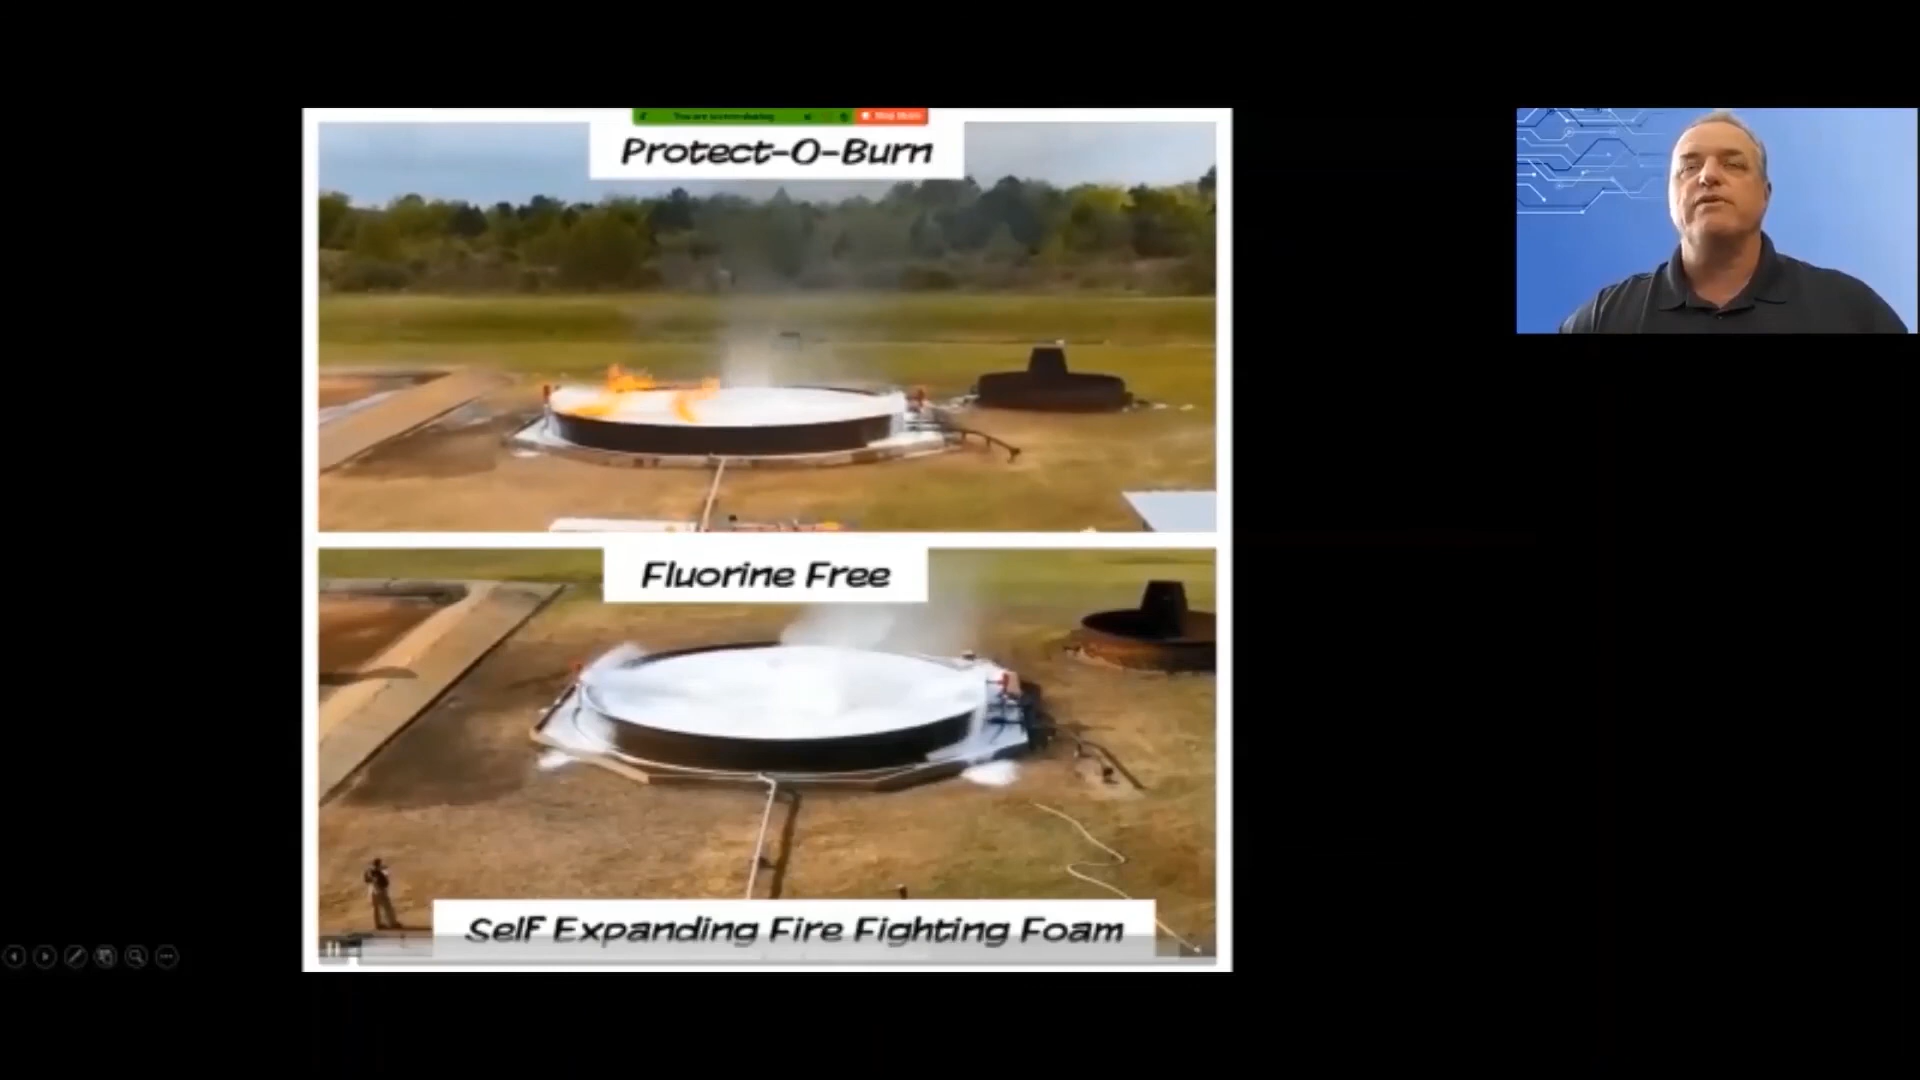 Protect-O-Burn
Fluorine Free
Self Expanding Fire Fighting Foam